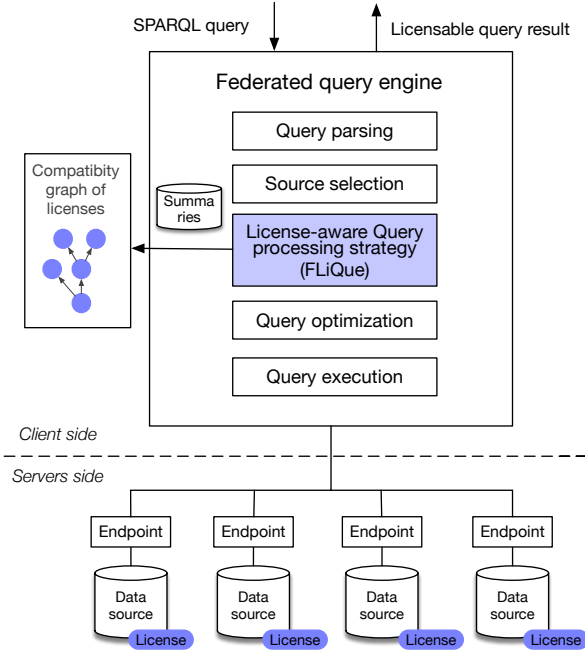 SPARQL query
Licensable query result
Federated query engine
Query parsing
Compatibity
graph of
licenses
Source selection
Summa
ries
License-aware Query
processing strategy
(FLiQue)
Query optimization
Query execution
Client side
Servers side
Endpoint
Endpoint
Endpoint
Endpoint
Data
source
License
Data
source
License
Data
source
License
Data
source
License